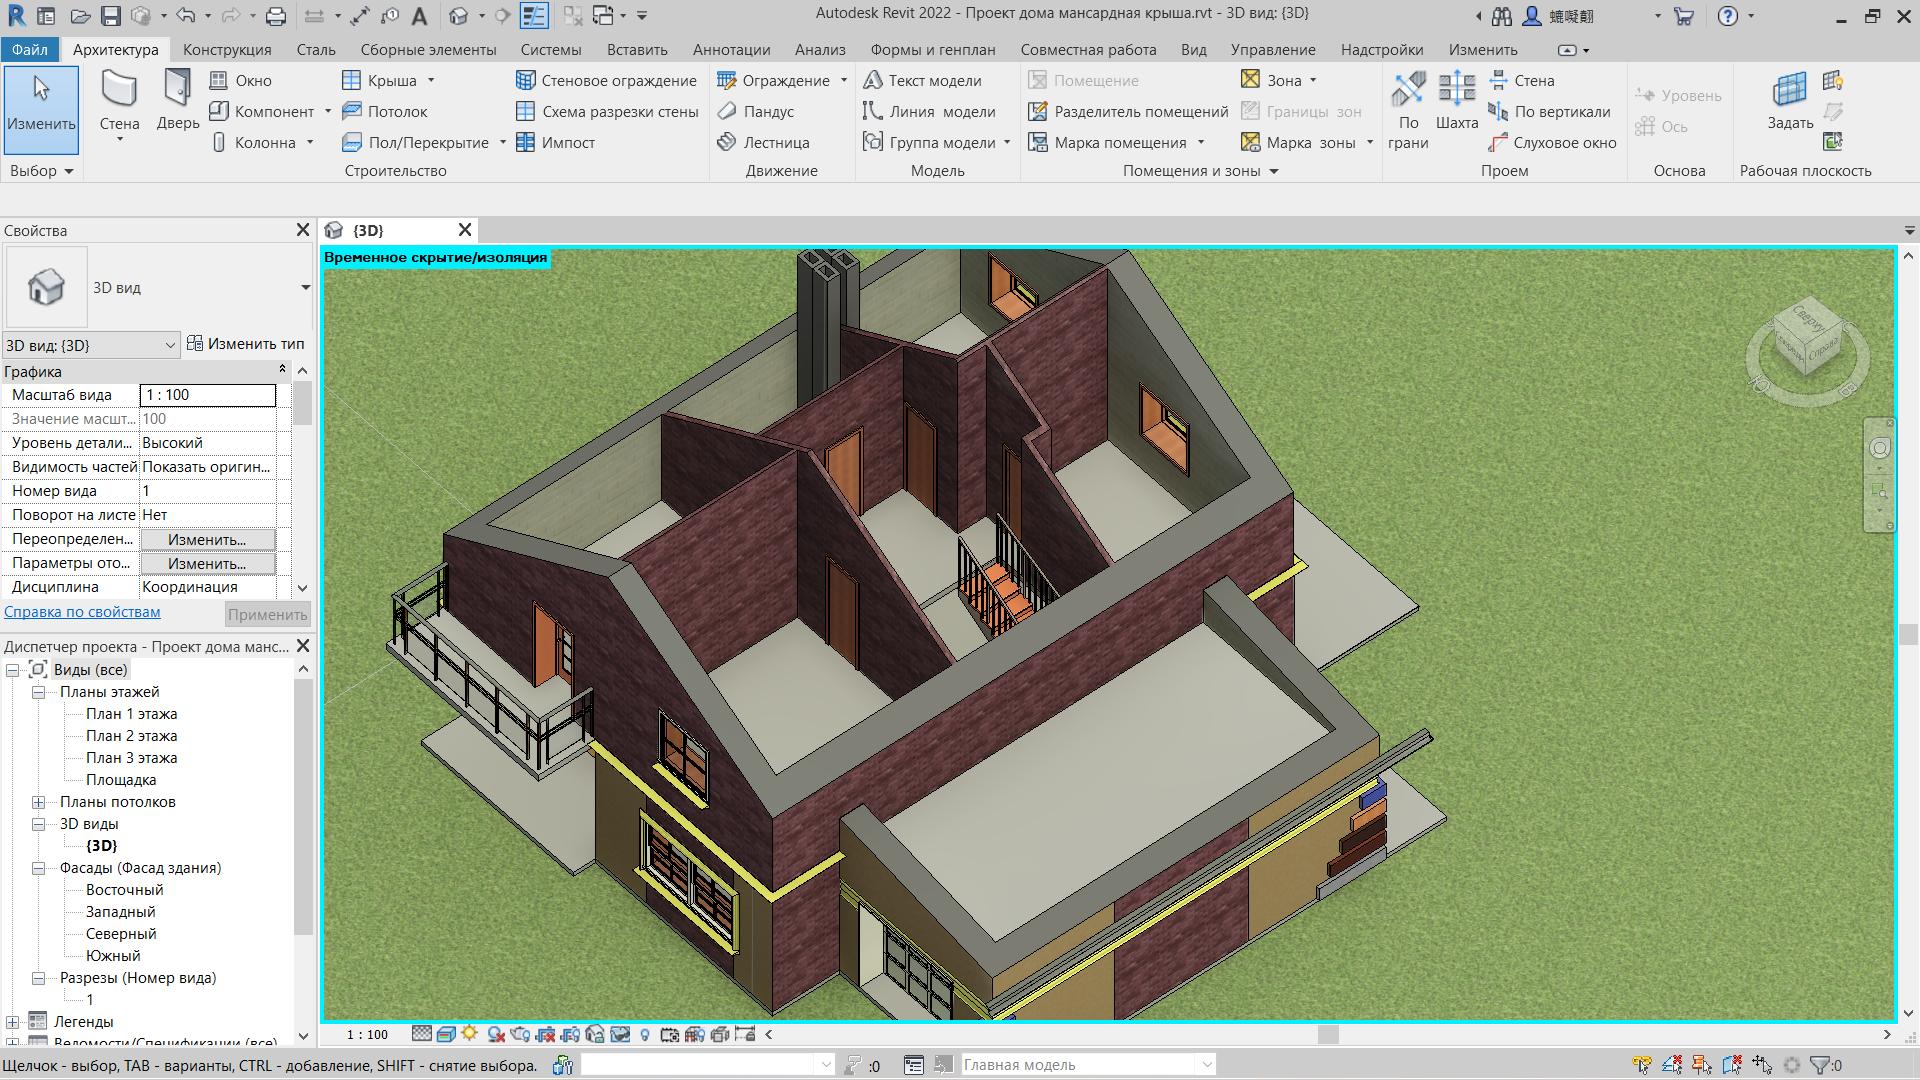 Autodesk Revit 2022 - Проект дома мансардная крыша.rvt - 3D вид: {3D}
Файл Архитектура Конструкция Сталь Сборные элементы Системы Вставить Аннотации Анализ Формы и генплан Совместная работа Вид Управление Надстройки Изменить
Изменить
Выбор
Стена
Дверь
Окно
Компонент
Колонна
Крыша
Потолок
Пол/Перекрытие
Стеновое ограждение
Схема разрезки стены
Импост
Строительство
Ограждение
Пандус
Лестница
Движение
Текст модели
Линия модели
Группа модели
Модель
Помещение
Разделитель помещений
Марка помещения
Зона
Границы зон
Марка зоны
Помещения и зоны
По грани
Шахта
Стена
По вертикали
Слуховое окно
Проем
Уровень
Ось
Основа
Задать
Рабочая плоскость
Свойства
3D вид
3D вид: {3D}
Изменить тип
Графика
Масштаб вида 1 : 100
Значение масшт... 100
Уровень детали... Высокий
Видимость частей Показать оригин...
Номер вида 1
Поворот на листе Нет
Переопределен... Изменить...
Параметры ото... Изменить...
Дисциплина Координация
Справка по свойствам Применить
Диспетчер проекта - Проект дома манс...
Виды (все)
Планы этажей
План 1 этажа
План 2 этажа
План 3 этажа
Площадка
Планы потолков
3D виды
{3D}
Фасады (Фасад здания)
Восточный
Западный
Северный
Южный
Разрезы (Номер вида)
1
Легенды
Ведомости/Спецификации (все)
{3D}
Временное скрытие/изоляция
Сверху
Справа
1 : 100
Щелчок - выбор, TAB - варианты, CTRL - добавление, SHIFT - снятие выбора.
:0
Главная модель
:0